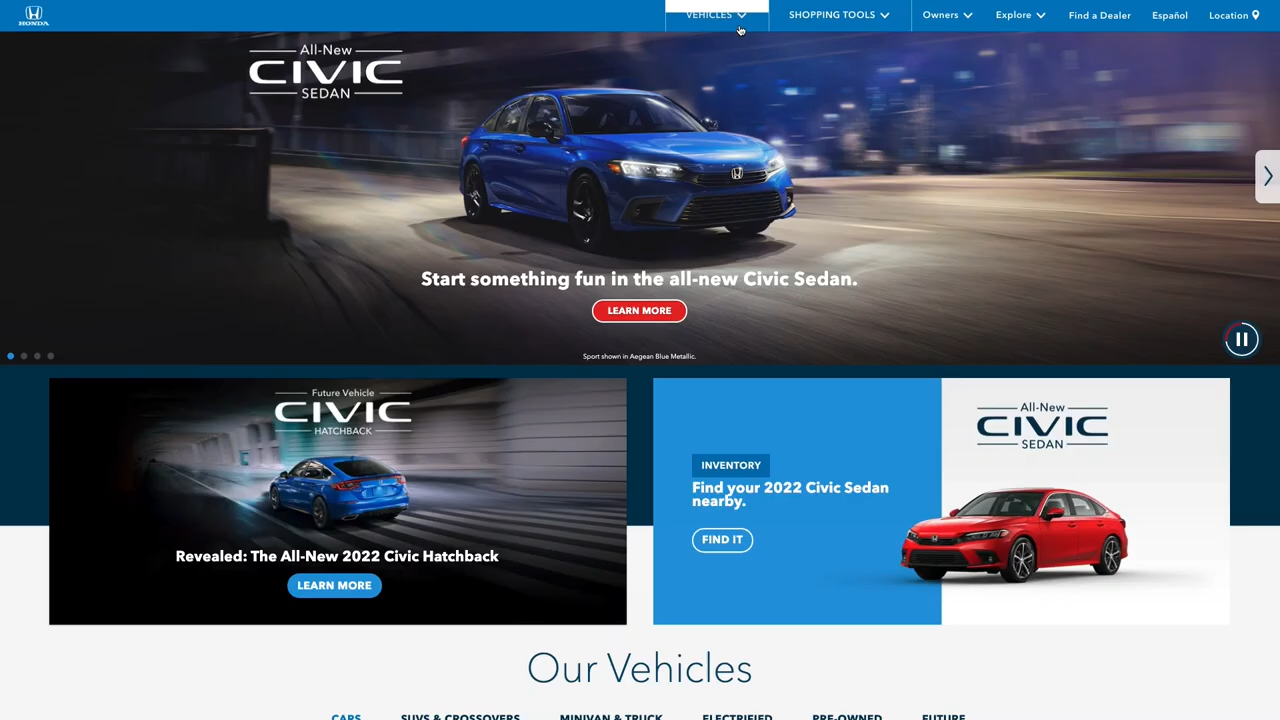 HONDA
VEHICLES
SHOPPING TOOLS
Owners
Explore
Find a Dealer
Español
Location
All-New
CIVIC
SEDAN
Start something fun in the all-new Civic Sedan.
LEARN MORE
Sport shown in Aegean Blue Metallic.
Future Vehicle
CIVIC
HATCHBACK
Revealed: The All-New 2022 Civic Hatchback
LEARN MORE
INVENTORY
Find your 2022 Civic Sedan
nearby.
FIND IT
All-New
CIVIC
SEDAN
Our Vehicles
CARS
SUVS & CROSSOVERS
MINIVAN & TRUCK
ELECTRIFIED
PRE-OWNED
FUTURE